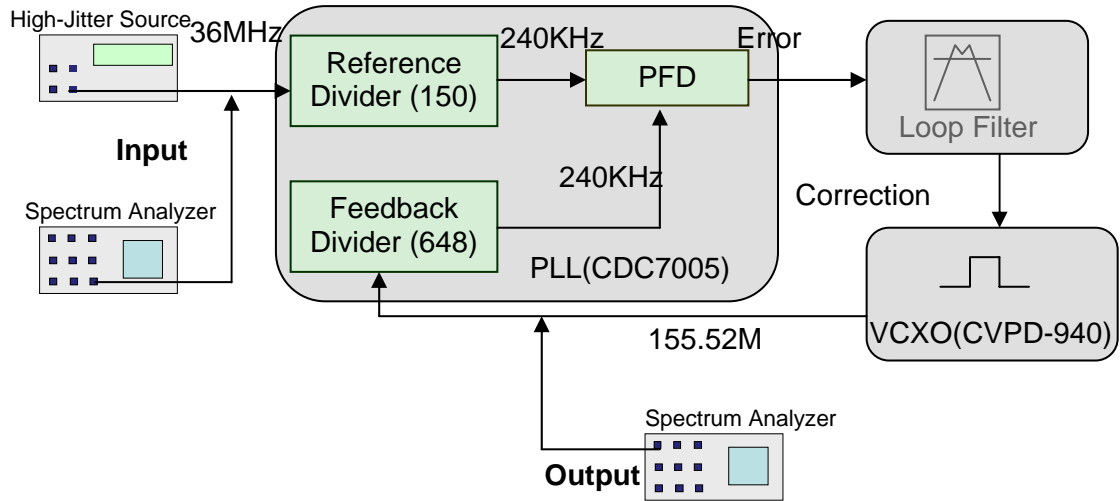 High-Jitter Source
36MHz
Reference
Divider (150)
240KHz
PFD
Error
Loop Filter
Input
Spectrum Analyzer
Feedback
Divider (648)
240KHz
PLL(CDC7005)
Correction
VCXO(CVPD-940)
155.52M
Spectrum Analyzer
Output